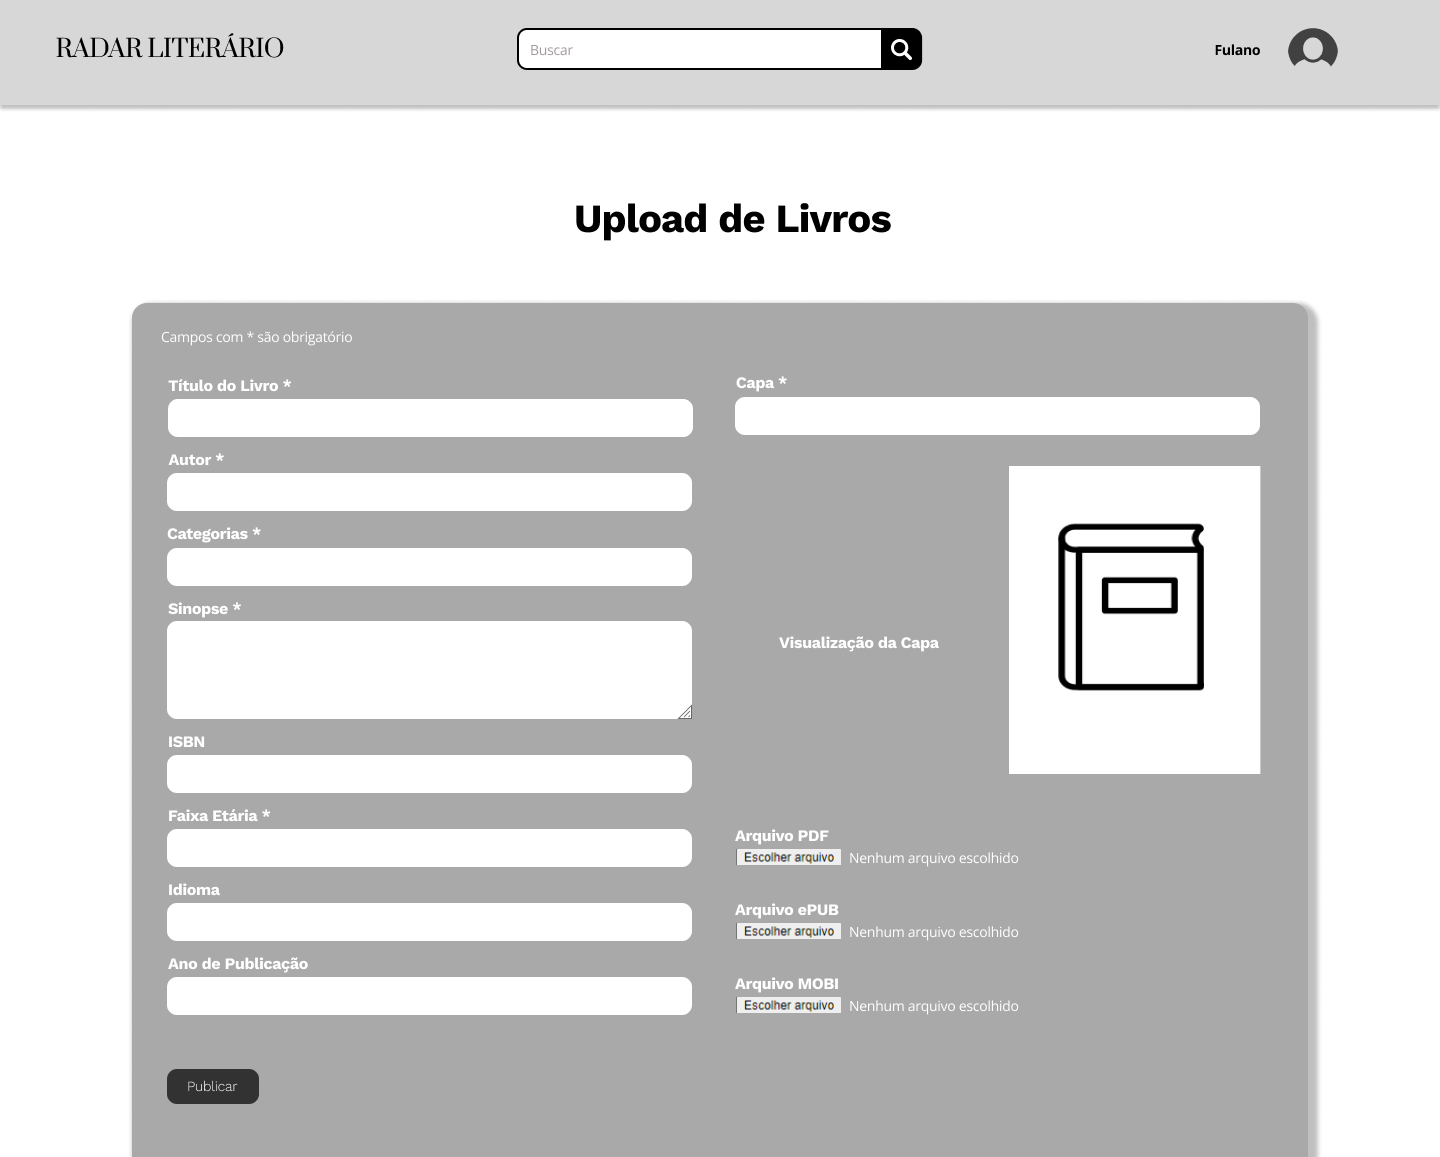 RADAR LITERÁRIO
Buscar
Fulano
Upload de Livros
Campos com * são obrigatório
Título do Livro *
Autor *
Categorias *
Sinopse *
ISBN
Faixa Etária *
Idioma
Ano de Publicação
Publicar
Capa *
Visualização da Capa
Arquivo PDF
Escolher arquivo Nenhum arquivo escolhido
Arquivo ePUB
Escolher arquivo Nenhum arquivo escolhido
Arquivo MOBI
Escolher arquivo Nenhum arquivo escolhido